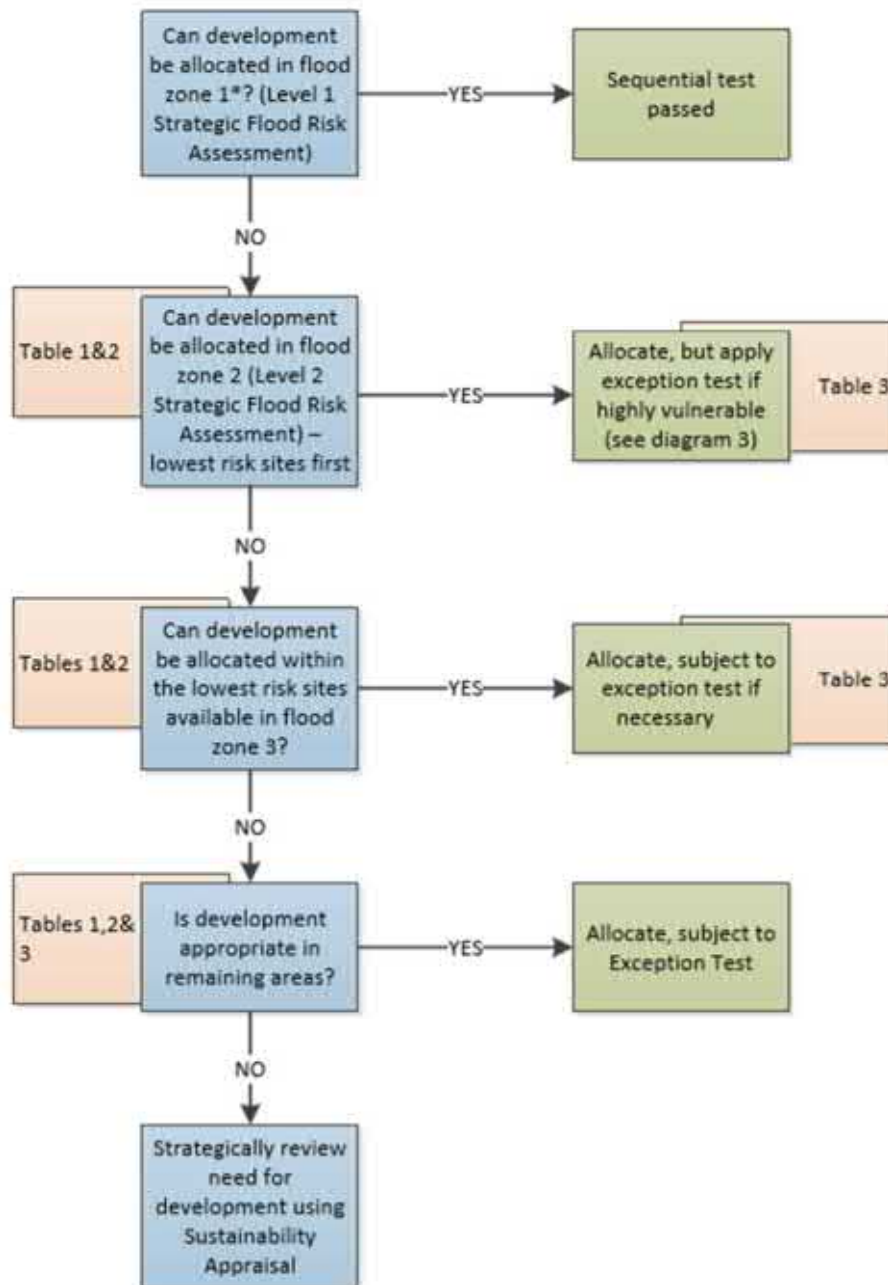 Can development
be allocated in flood
zone 1*? (Level 1
Strategic Flood Risk
Assessment)
YES
Sequential test
passed
NO
Table 1&2
Can development
be allocated in flood
zone 2 (Level 2
Strategic Flood Risk
Assessment) –
lowest risk sites first
YES
Allocate, but apply
exception test if
highly vulnerable
(see diagram 3)
Table 3
NO
Tables 1&2
Can development
be allocated within
the lowest risk sites
available in flood
zone 3?
YES
Allocate, subject to
exception test if
necessary
Table 3
NO
Tables 1,2&
3
Is development
appropriate in
remaining areas?
YES
Allocate, subject to
Exception Test
NO
Strategically review
need for
development using
Sustainability
Appraisal